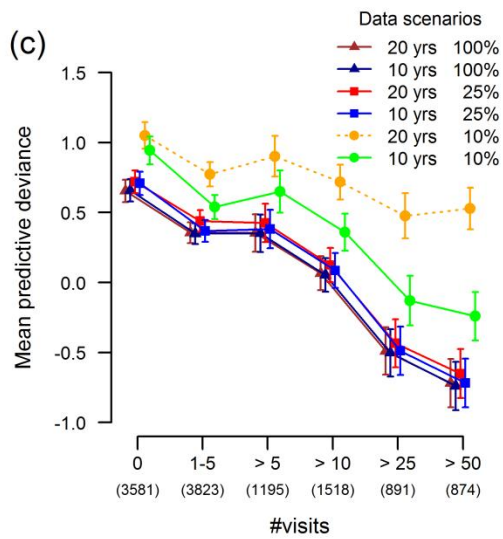 (c)
Data scenarios
20 yrs 100%
10 yrs 100%
20 yrs 25%
10 yrs 25%
20 yrs 10%
10 yrs 10%
Mean predictive deviance
1.5
1.0
0.5
0.0
-0.5
-1.0
0 1-5 > 5 > 10 > 25 > 50
(3581) (3823) (1195) (1518) (891) (874)
#visits